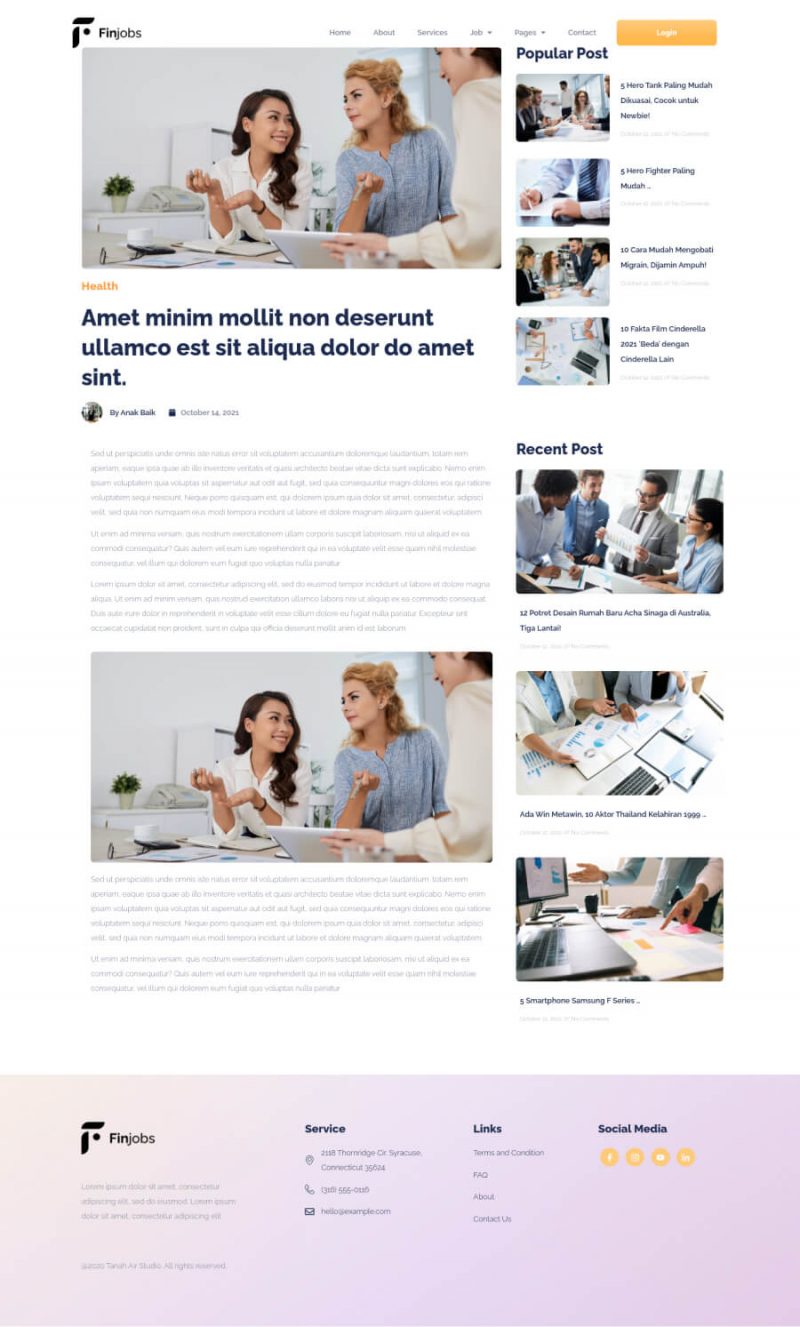 Finjobs
Home
About
Services
Job
Pages
Contact
Login
Health
Amet minim mollit non deserunt
ullamco est sit aliqua dolor do amet
sint.
By Anak Baik
October 14, 2021
Sed ut perspiciatis unde omnis iste natus error sit voluptatem accusantium doloremque laudantium, totam rem
aperiam, eaque ipsa quae ab illo inventore veritatis et quasi architecto beatae vitae dicta sunt explicabo. Nemo enim
ipsam voluptatem quia voluptas sit aspernatur aut odit aut fugit, sed quia consequuntur magni dolores eos qui ratione
voluptatem sequi nesciunt. Neque porro quisquam est, qui dolorem ipsum quia dolor sit amet, consectetur, adipisci
velit, sed quia non numquam eius modi tempora incidunt ut labore et dolore magnam aliquam quaerat voluptatem
Ut enim ad minima veniam, quis nostrum exercitationem ullam corporis suscipit laboriosam, nisi ut aliquid ex ea
commodi consequatur? Quis autem vel eum iure reprehenderit qui in ea voluptate velit esse quam nihil molestiae
consequatur, vel illum qui dolorem eum fugiat quo voluptas nulla pariatur
Lorem ipsum dolor sit amet, consectetur adipiscing elit, sed do eiusmod tempor incididunt ut labore et dolore magna
aliqua. Ut enim ad minim veniam, quis nostrud exercitation ullamco laboris nisi ut aliquip ex ea commodo consequat.
Duis aute irure dolor in reprehenderit in voluptate velit esse cillum dolore eu fugiat nulla pariatur. Excepteur sint
occaecat cupidatat non proident, sunt in culpa qui officia deserunt mollit anim id est laborum
Sed ut perspiciatis unde omnis iste natus error sit voluptatem accusantium doloremque laudantium, totam rem
aperiam, eaque ipsa quae ab illo inventore veritatis et quasi architecto beatae vitae dicta sunt explicabo. Nemo enim
ipsam voluptatem quia voluptas sit aspernatur aut odit aut fugit, sed quia consequuntur magni dolores eos qui ratione
voluptatem sequi nesciunt. Neque porro quisquam est, qui dolorem ipsum quia dolor sit amet, consectetur, adipisci
velit, sed quia non numquam eius modi tempora incidunt ut labore et dolore magnam aliquam quaerat voluptatem
Ut enim ad minima veniam, quis nostrum exercitationem ullam corporis suscipit laboriosam, nisi ut aliquid ex ea
commodi consequatur? Quis autem vel eum iure reprehenderit qui in ea voluptate velit esse quam nihil molestiae
consequatur, vel illum qui dolorem eum fugiat quo voluptas nulla pariatur
Popular Post
5 Hero Tank Paling Mudah
Dikuasai, Cocok untuk
Newbie!
October 12, 2021 /// No Comments
5 Hero Fighter Paling
Mudah ...
October 12, 2021 /// No Comments
10 Cara Mudah Mengobati
Migrain, Dijamin Ampuh!
October 12, 2021 /// No Comments
10 Fakta Film Cinderella
2021 'Beda' dengan
Cinderella Lain
October 12, 2021 /// No Comments
Recent Post
12 Potret Desain Rumah Baru Acha Sinaga di Australia,
Tiga Lantai!
October 12, 2021 /// No Comments
Ada Win Metawin, 10 Aktor Thailand Kelahiran 1999 ...
October 12, 2021 /// No Comments
5 Smartphone Samsung F Series ...
October 12, 2021 /// No Comments
Finjobs
Lorem ipsum dolor sit amet, consectetur
adipiscing elit, sed do eiusmod. Lorem ipsum
dolor sit amet, consectetur adipiscing elit
@2020 Tanah Air Studio. All rights reserved.
Service
2118 Thornridge Cir. Syracuse,
Connecticut 35624
(316) 555-0116
hello@example.com
Links
Terms and Condition
FAQ
About
Contact Us
Social Media